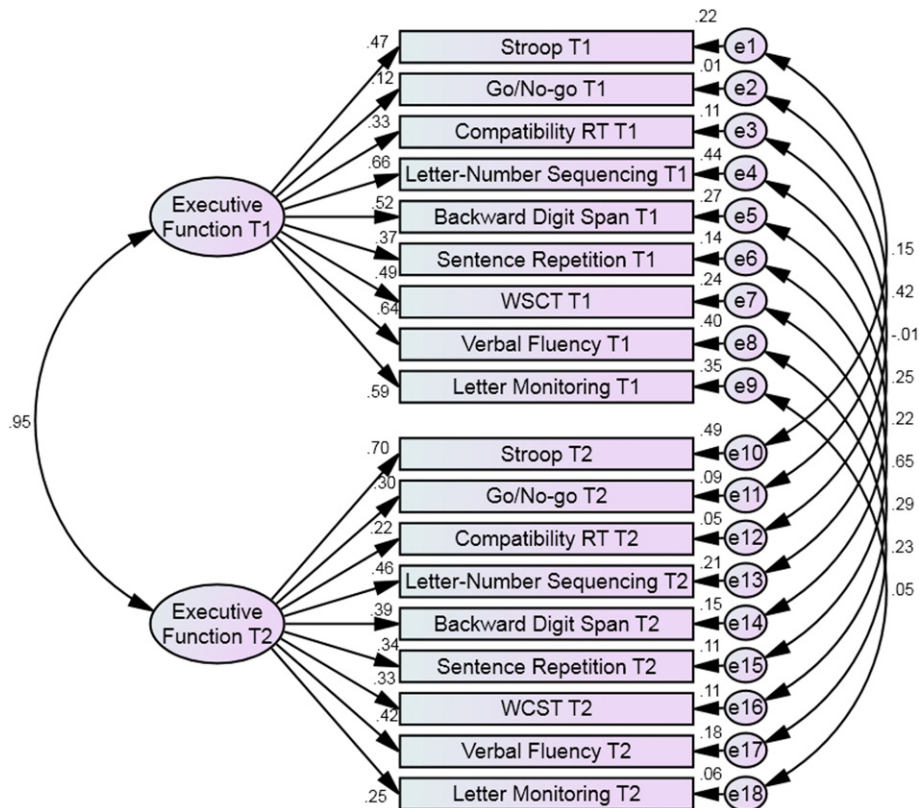 .22
.47
Stroop T1
e1
.01
.12
Go/No-go T1
e2
.11
.33
Compatibility RT T1
e3
.44
.66
Letter-Number Sequencing T1
e4
.27
Executive
Function T1
.52
Backward Digit Span T1
e5
.14
.37
Sentence Repetition T1
e6
.24
.49
WSCT T1
e7
.40
.64
Verbal Fluency T1
e8
.35
.59
Letter Monitoring T1
e9
.15
.42
-.01
.25
.22
.65
.29
.23
.05
.95
.49
.70
Stroop T2
e10
.09
.30
Go/No-go T2
e11
.05
.22
Compatibility RT T2
e12
.21
.46
Letter-Number Sequencing T2
e13
.15
Executive
Function T2
.39
Backward Digit Span T2
e14
.11
.34
Sentence Repetition T2
e15
.11
.33
WCST T2
e16
.18
.42
Verbal Fluency T2
e17
.06
.25
Letter Monitoring T2
e18